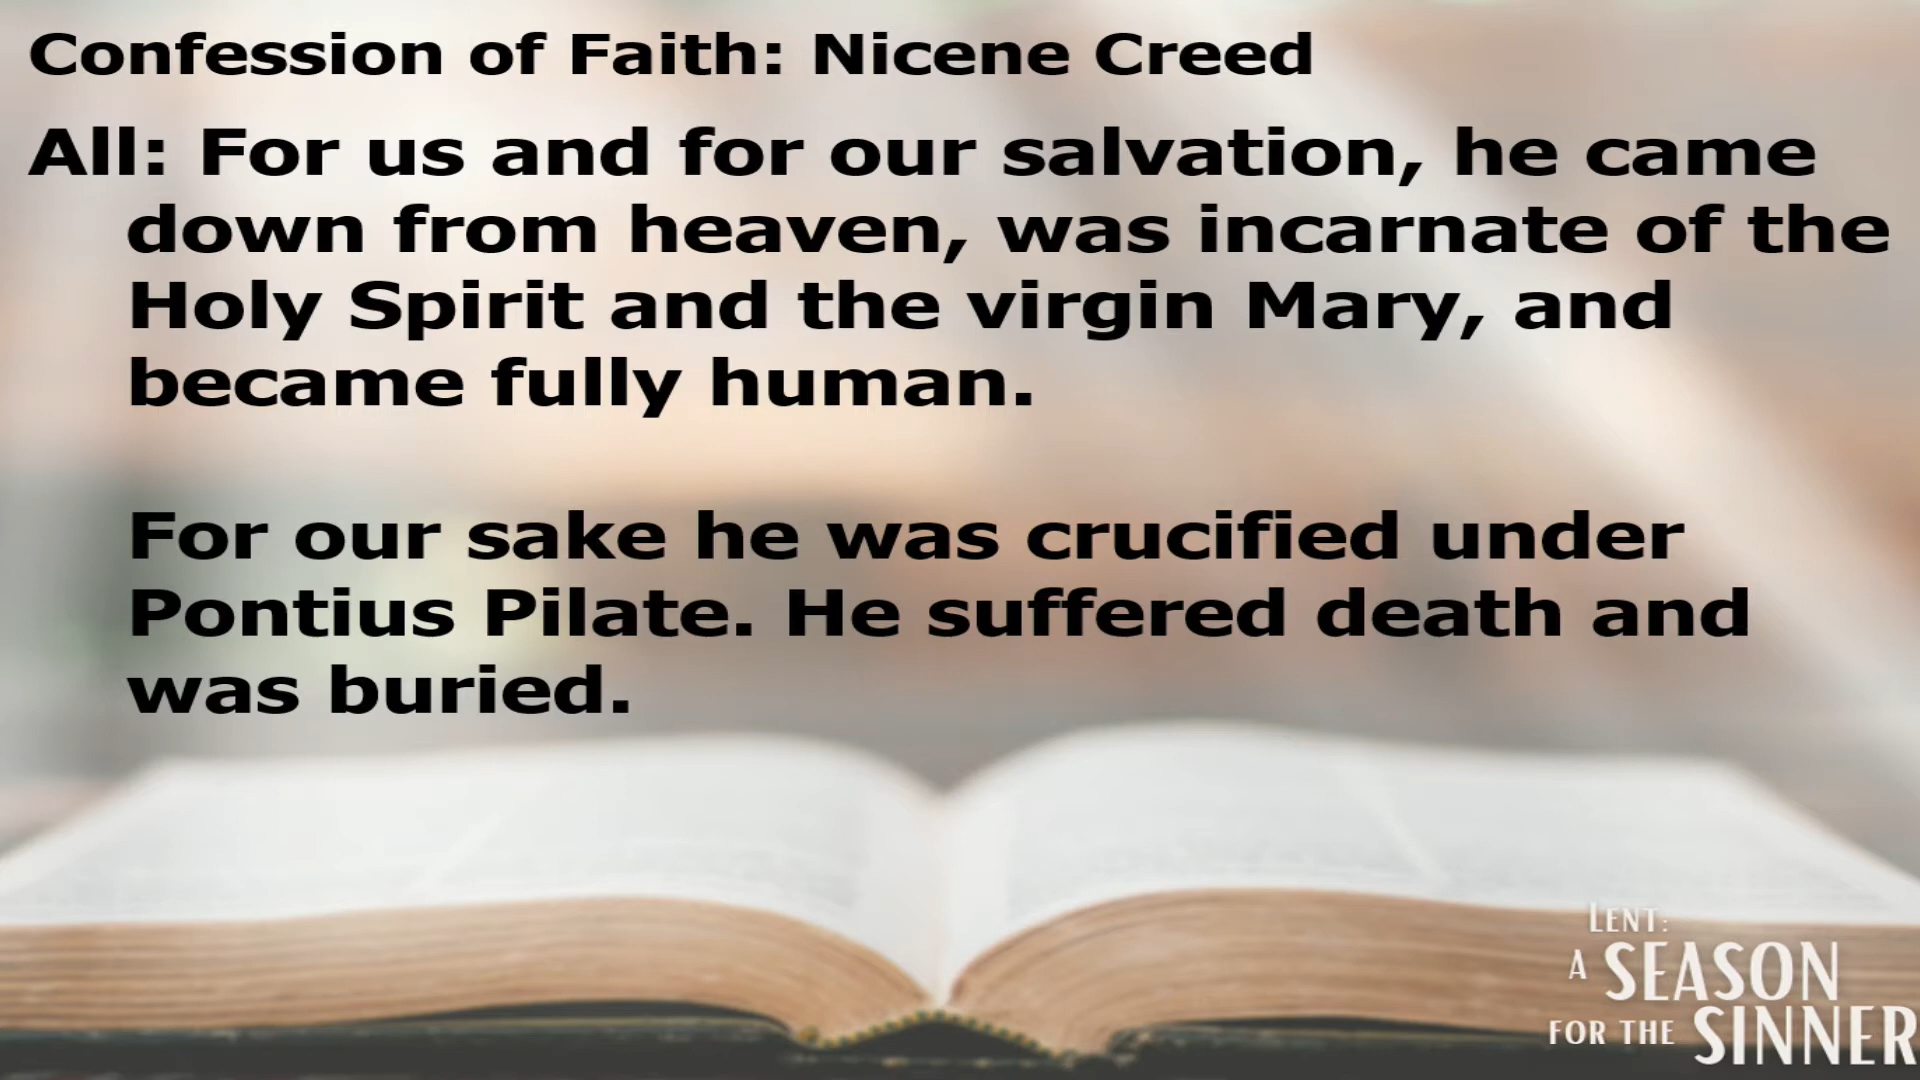 Confession of Faith: Nicene Creed
All: For us and for our salvation, he came
down from heaven, was incarnate of the
Holy Spirit and the virgin Mary, and
became fully human.
For our sake he was crucified under
Pontius Pilate. He suffered death and
was buried.
LENT:
A SEASON
FOR THE SINNER